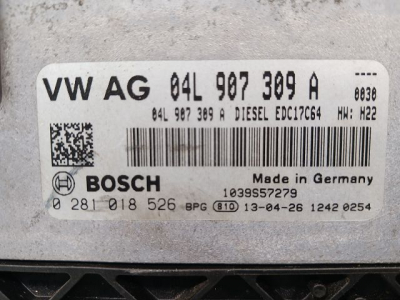 VW AG 04L 907 309 A ----
0030
04L 907 309 A DIESEL EDC17C64 HW: H22
BOSCH Made in Germany
1039S57279
0 281 018 526 BPG 810 13-04-26 1242 0254